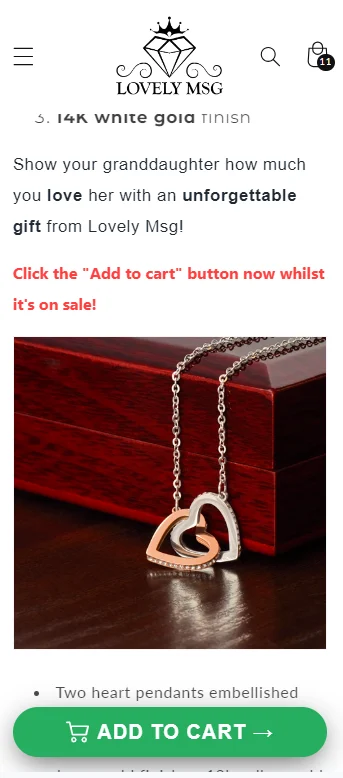 LOVELY MSG
11
3. 14K white gold finish
Show your granddaughter how much
you love her with an unforgettable
gift from Lovely Msg!
Click the "Add to cart" button now whilst
it's on sale!
• Two heart pendants embellished
ADD TO CART →